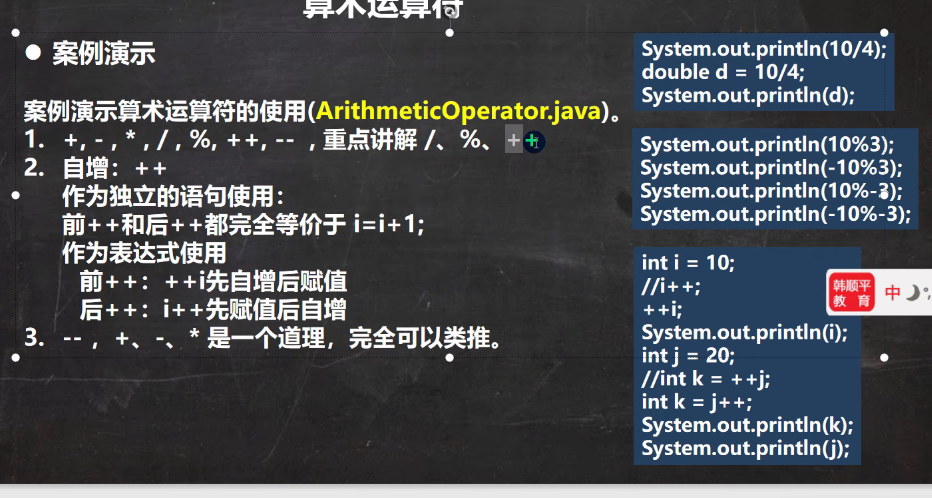 算术运算符
● 案例演示
案例演示算术运算符的使用(ArithmeticOperator.java)。
1. +, - , * , / , %, ++, -- , 重点讲解 /、%、++
2. 自增：++
作为独立的语句使用：
前++和后++都完全等价于 i=i+1;
作为表达式使用
前++：++i先自增后赋值
后++：i++先赋值后自增
3. -- ，+、-、* 是一个道理，完全可以类推。
System.out.println(10/4);
double d = 10/4;
System.out.println(d);
System.out.println(10%3);
System.out.println(-10%3);
System.out.println(10%-3);
System.out.println(-10%-3);
int i = 10;
//i++;
++i;
System.out.println(i);
int j = 20;
//int k = ++j;
int k = j++;
System.out.println(k);
System.out.println(j);
韩顺平
教 育
中